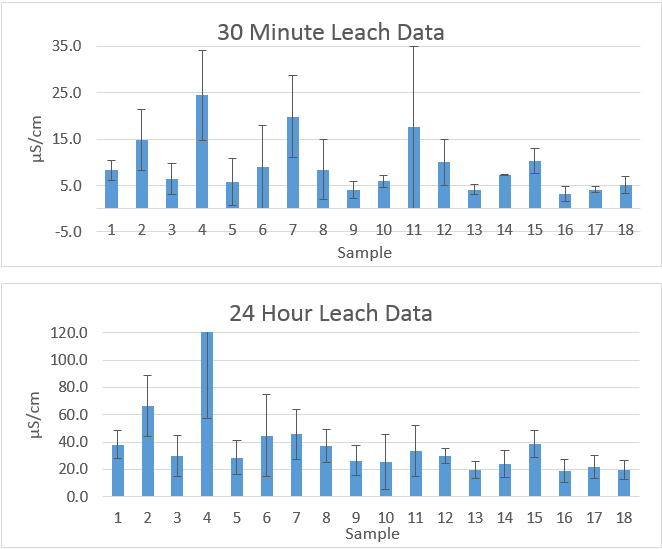 30 Minute Leach Data
35.0
25.0
15.0
5.0
-5.0
µS/cm
1 2 3 4 5 6 7 8 9 10 11 12 13 14 15 16 17 18
Sample
24 Hour Leach Data
120.0
100.0
80.0
60.0
40.0
20.0
0.0
µS/cm
1 2 3 4 5 6 7 8 9 10 11 12 13 14 15 16 17 18
Sample